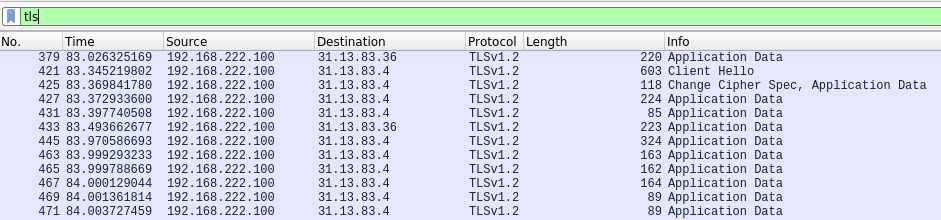 tls
No. Time Source Destination Protocol Length Info
379 83.026325169 192.168.222.100 31.13.83.36 TLSv1.2 220 Application Data
421 83.345219802 192.168.222.100 31.13.83.4 TLSv1.2 603 Client Hello
425 83.369841780 192.168.222.100 31.13.83.4 TLSv1.2 118 Change Cipher Spec, Application Data
427 83.372933600 192.168.222.100 31.13.83.4 TLSv1.2 224 Application Data
431 83.397740508 192.168.222.100 31.13.83.4 TLSv1.2 85 Application Data
433 83.493662677 192.168.222.100 31.13.83.36 TLSv1.2 223 Application Data
445 83.970586693 192.168.222.100 31.13.83.4 TLSv1.2 324 Application Data
463 83.999293233 192.168.222.100 31.13.83.4 TLSv1.2 163 Application Data
465 83.999788669 192.168.222.100 31.13.83.4 TLSv1.2 162 Application Data
467 84.000129044 192.168.222.100 31.13.83.4 TLSv1.2 164 Application Data
469 84.001361814 192.168.222.100 31.13.83.4 TLSv1.2 89 Application Data
471 84.003727459 192.168.222.100 31.13.83.4 TLSv1.2 89 Application Data